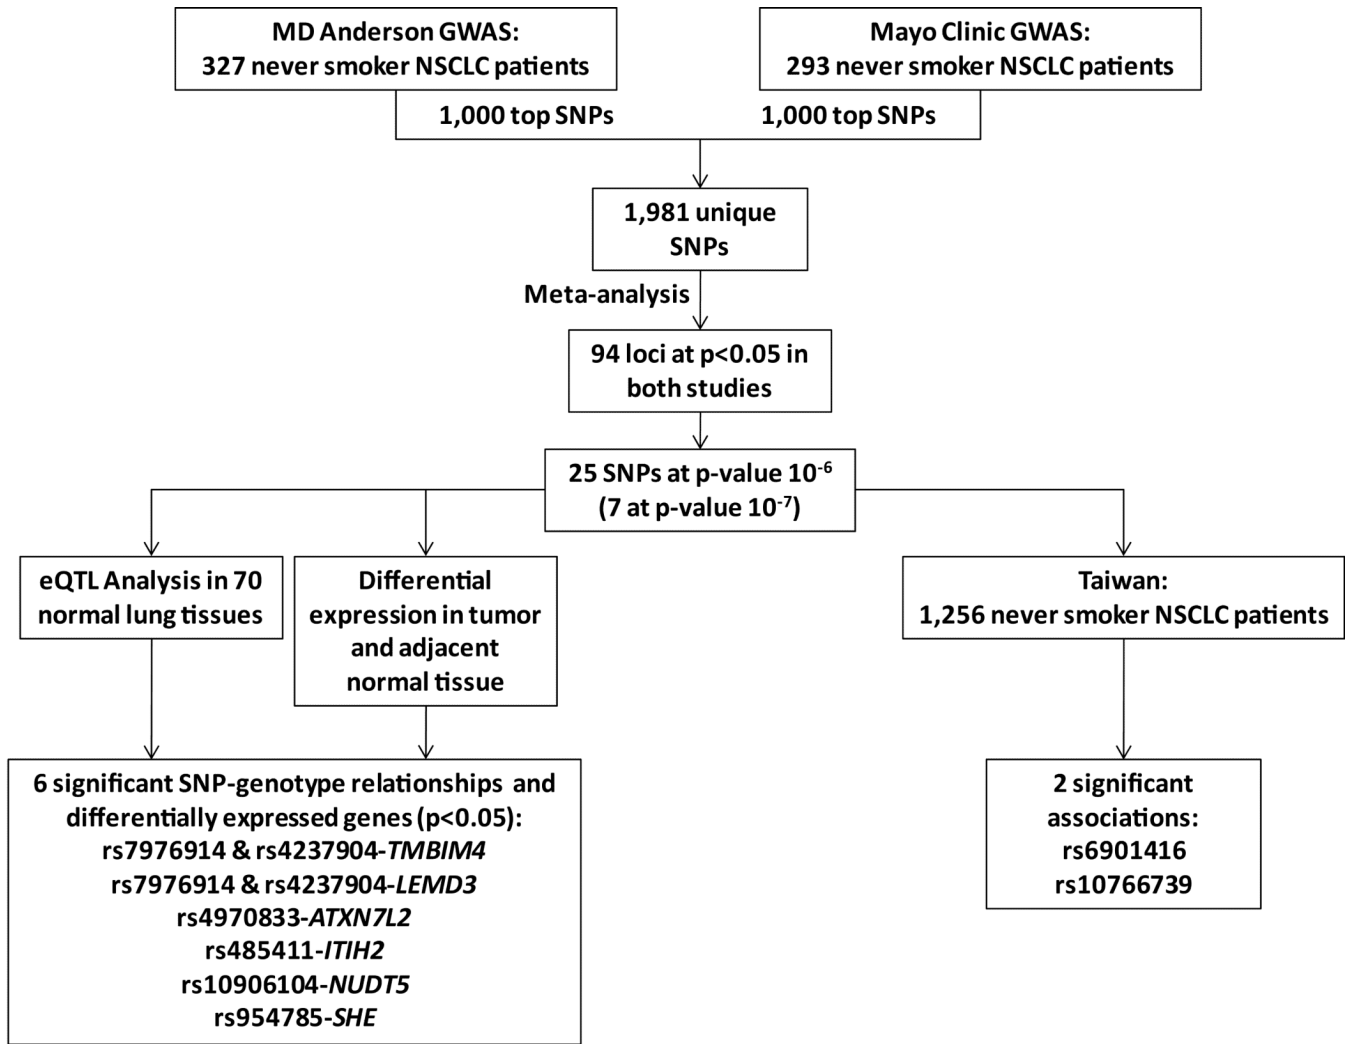 MD Anderson GWAS:
327 never smoker NSCLC patients
Mayo Clinic GWAS:
293 never smoker NSCLC patients
1,000 top SNPs
1,000 top SNPs
1,981 unique
SNPs
Meta-analysis
94 loci at p<0.05 in
both studies
25 SNPs at p-value 10⁻⁶
(7 at p-value 10⁻⁷)
eQTL Analysis in 70
normal lung tissues
Differential
expression in tumor
and adjacent
normal tissue
Taiwan:
1,256 never smoker NSCLC patients
6 significant SNP-genotype relationships and
differentially expressed genes (p<0.05):
rs7976914 & rs4237904-TMBIM4
rs7976914 & rs4237904-LEMD3
rs4970833-ATXN7L2
rs485411-ITIH2
rs10906104-NUDT5
rs954785-SHE
2 significant
associations:
rs6901416
rs10766739